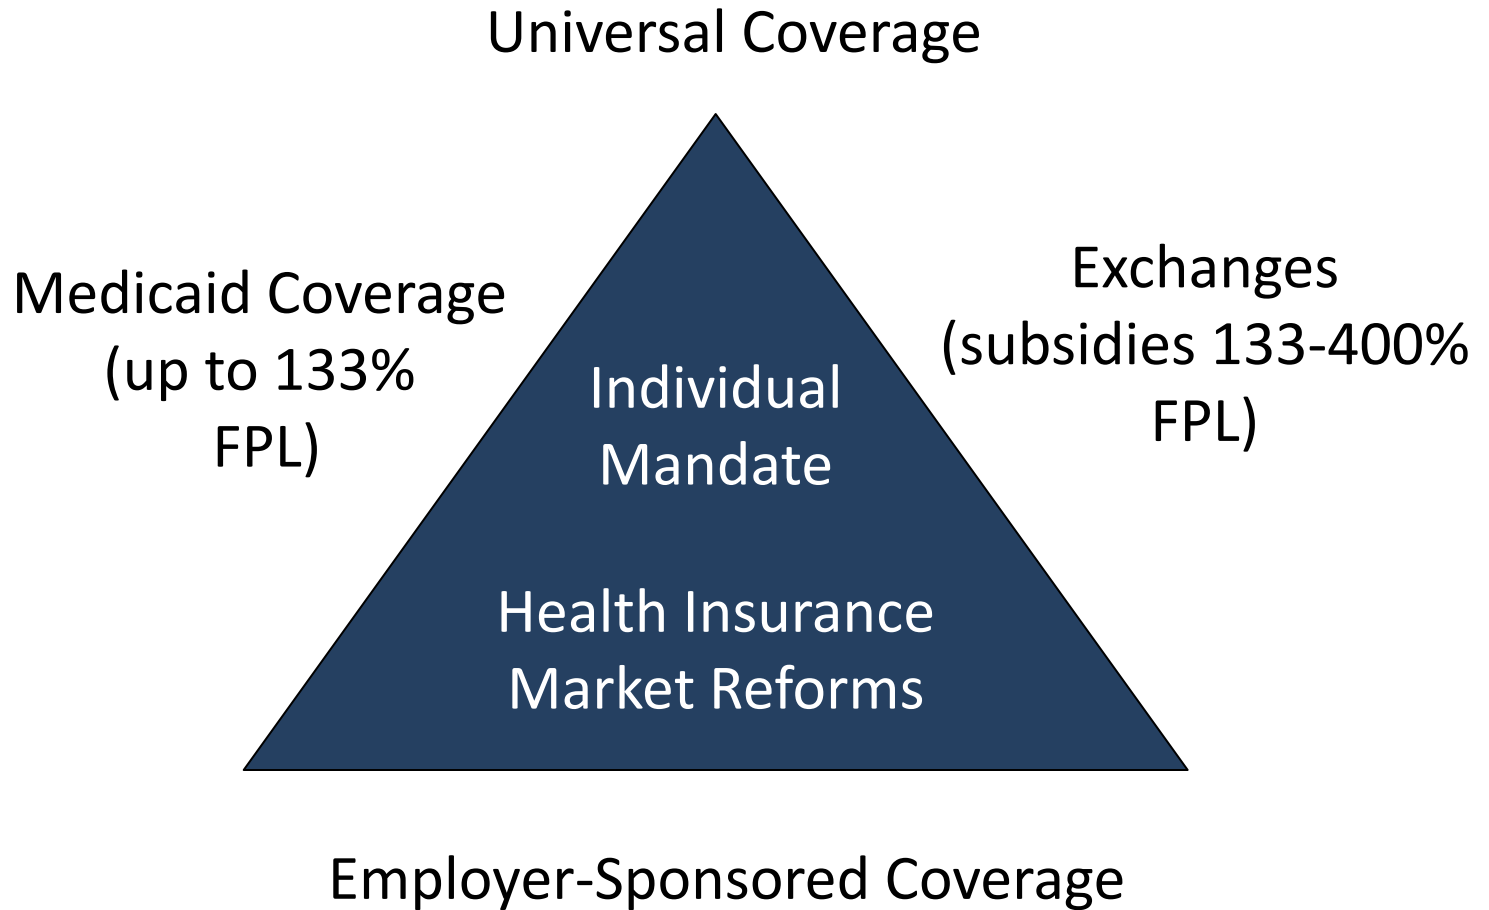 Universal Coverage
Medicaid Coverage
(up to 133%
FPL)
Exchanges
(subsidies 133-400%
FPL)
Individual
Mandate
Health Insurance
Market Reforms
Employer-Sponsored Coverage